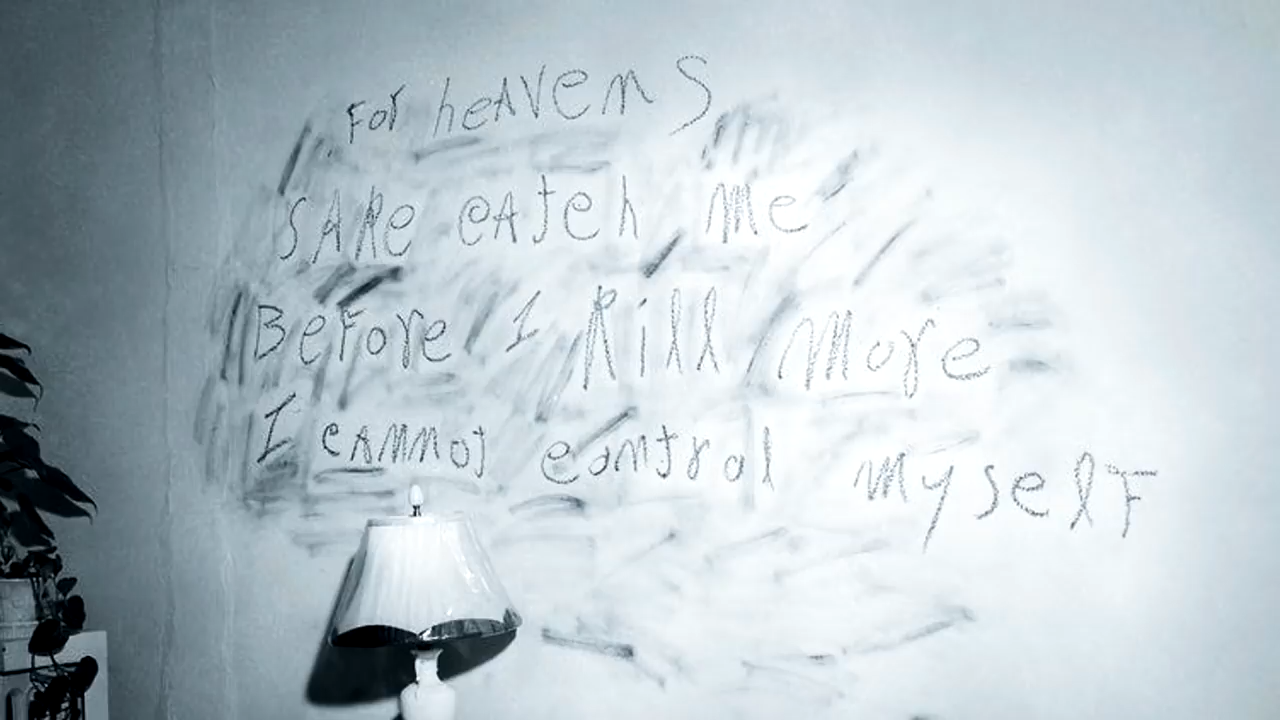 For heAvens
SAKe cAtch Me
BeFore I Kill More
I cannot control myselF